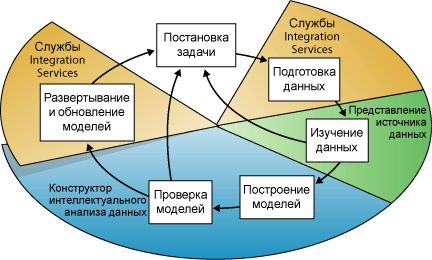 Службы
Integration
Services
Постановка
задачи
Службы
Integration
Services
Подготовка
данных
Развертывание
и обновление
моделей
Представление
источника
данных
Изучение
данных
Конструктор
интеллектуального
анализа данных
Проверка
моделей
Построение
моделей